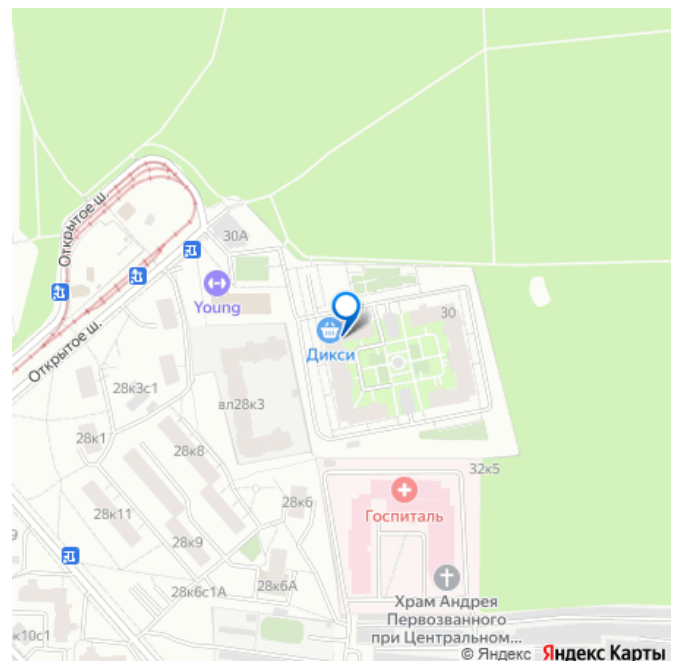 Открытое ш.
30А
Young
30
Дикси
Открытое ш.
28к3с1
вл28к3
28к1
28к8
32к5
28к11
28к6
Госпиталь
28к9
28к6А
28к6с1А
Храм Андрея
Первозванного
при Центральном...
к10с1
© Яндекс Яндекс Карты